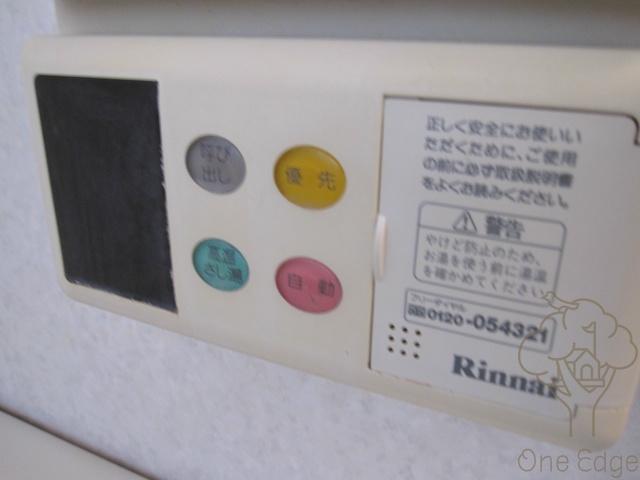 呼び
出し
優先
高温
さし湯
自動
正しく安全にお使いい
ただくために、ご使用
の前に必ず取扱説明書
をよくお読みください。
警告
やけど防止のため、
お湯を使う前に湯温
を確かめてください。
フリーダイヤル
0120-054321
Rinnai
One Edge